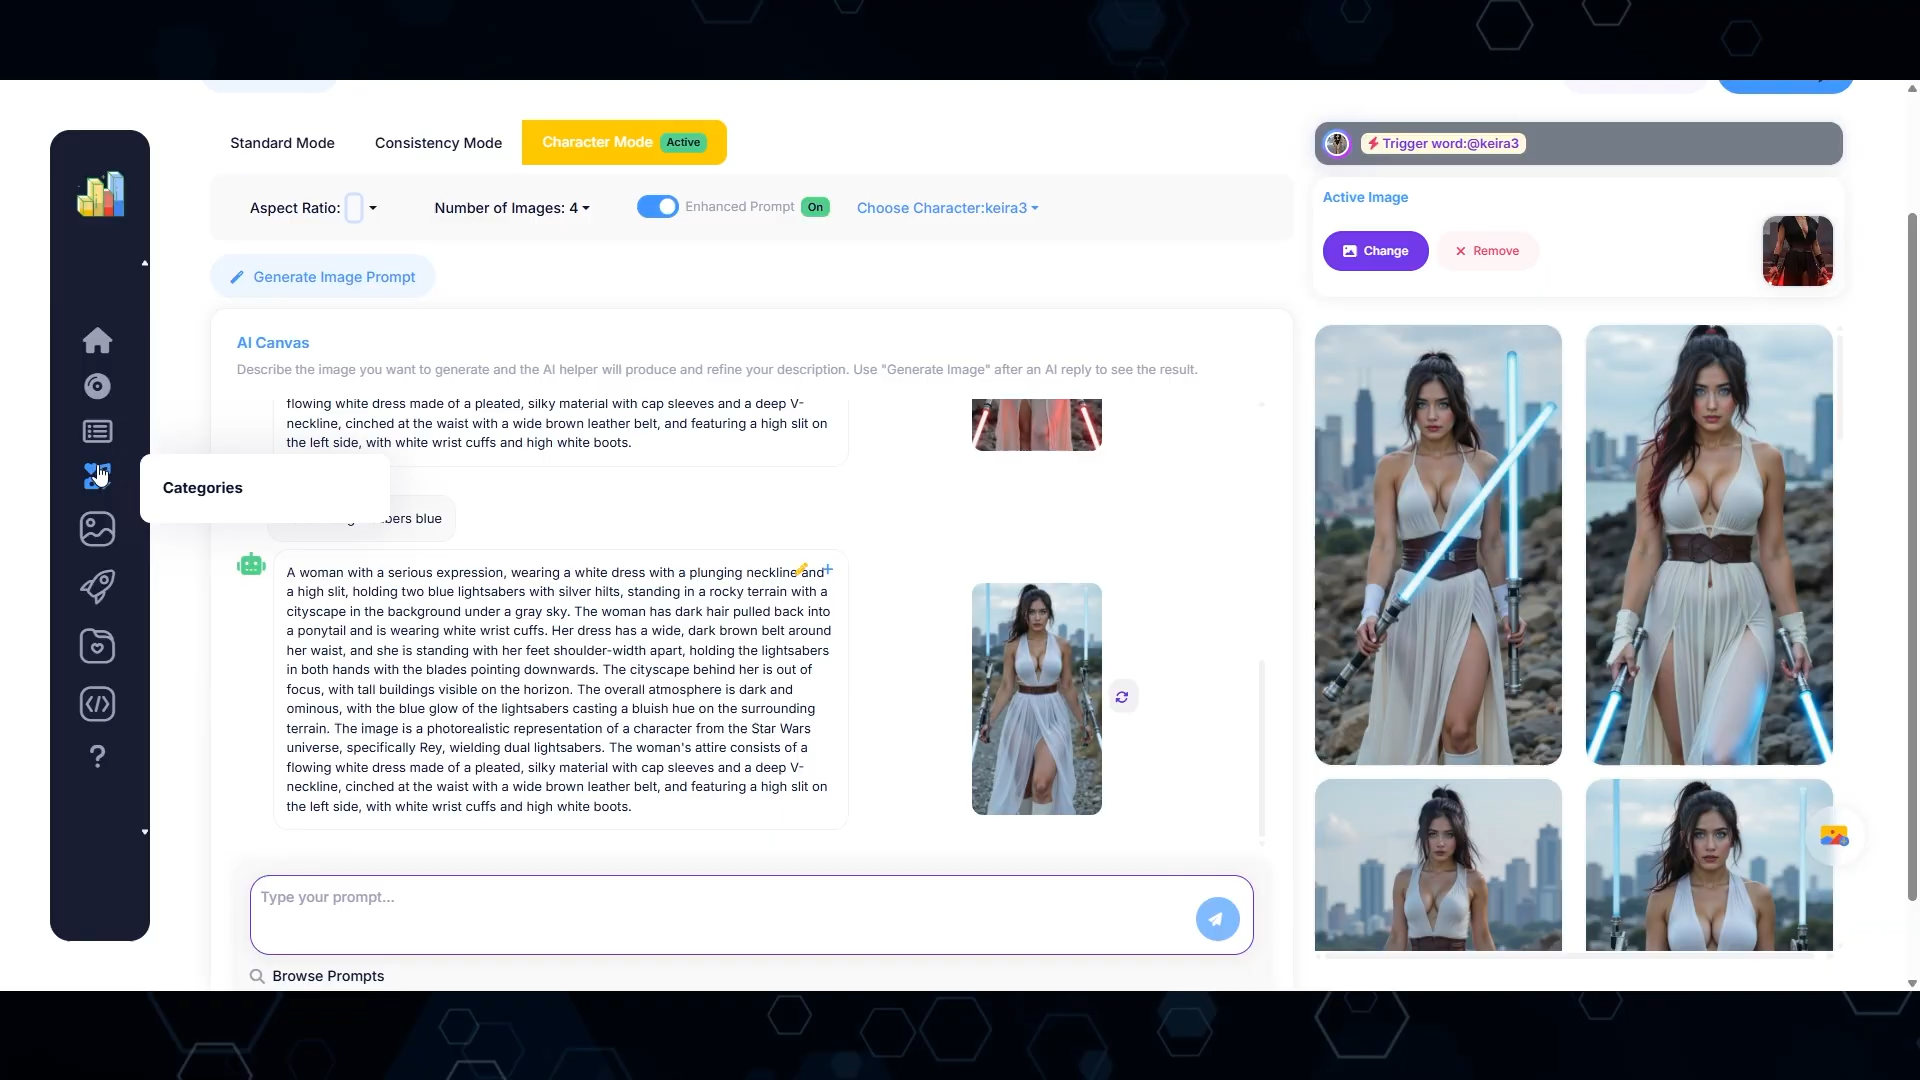 Standard Mode
Consistency Mode
Character Mode Active
Trigger word:@keira3
Aspect Ratio:
Number of Images: 4
Enhanced Prompt On
Choose Character:keira3
Active Image
Change
Remove
Generate Image Prompt
AI Canvas
Describe the image you want to generate and the AI helper will produce and refine your description. Use "Generate Image" after an AI reply to see the result.
flowing white dress made of a pleated, silky material with cap sleeves and a deep V-
neckline, cinched at the waist with a wide brown leather belt, and featuring a high slit on
the left side, with white wrist cuffs and high white boots.
Categories
blue
A woman with a serious expression, wearing a white dress with a plunging neckline and
a high slit, holding two blue lightsabers with silver hilts, standing in a rocky terrain with a
cityscape in the background under a gray sky. The woman has dark hair pulled back into
a ponytail and is wearing white wrist cuffs. Her dress has a wide, dark brown belt around
her waist, and she is standing with her feet shoulder-width apart, holding the lightsabers
in both hands with the blades pointing downwards. The cityscape behind her is out of
focus, with tall buildings visible on the horizon. The overall atmosphere is dark and
ominous, with the blue glow of the lightsabers casting a bluish hue on the surrounding
terrain. The image is a photorealistic representation of a character from the Star Wars
universe, specifically Rey, wielding dual lightsabers. The woman's attire consists of a
flowing white dress made of a pleated, silky material with cap sleeves and a deep V-
neckline, cinched at the waist with a wide brown leather belt, and featuring a high slit on
the left side, with white wrist cuffs and high white boots.
Type your prompt...
Browse Prompts